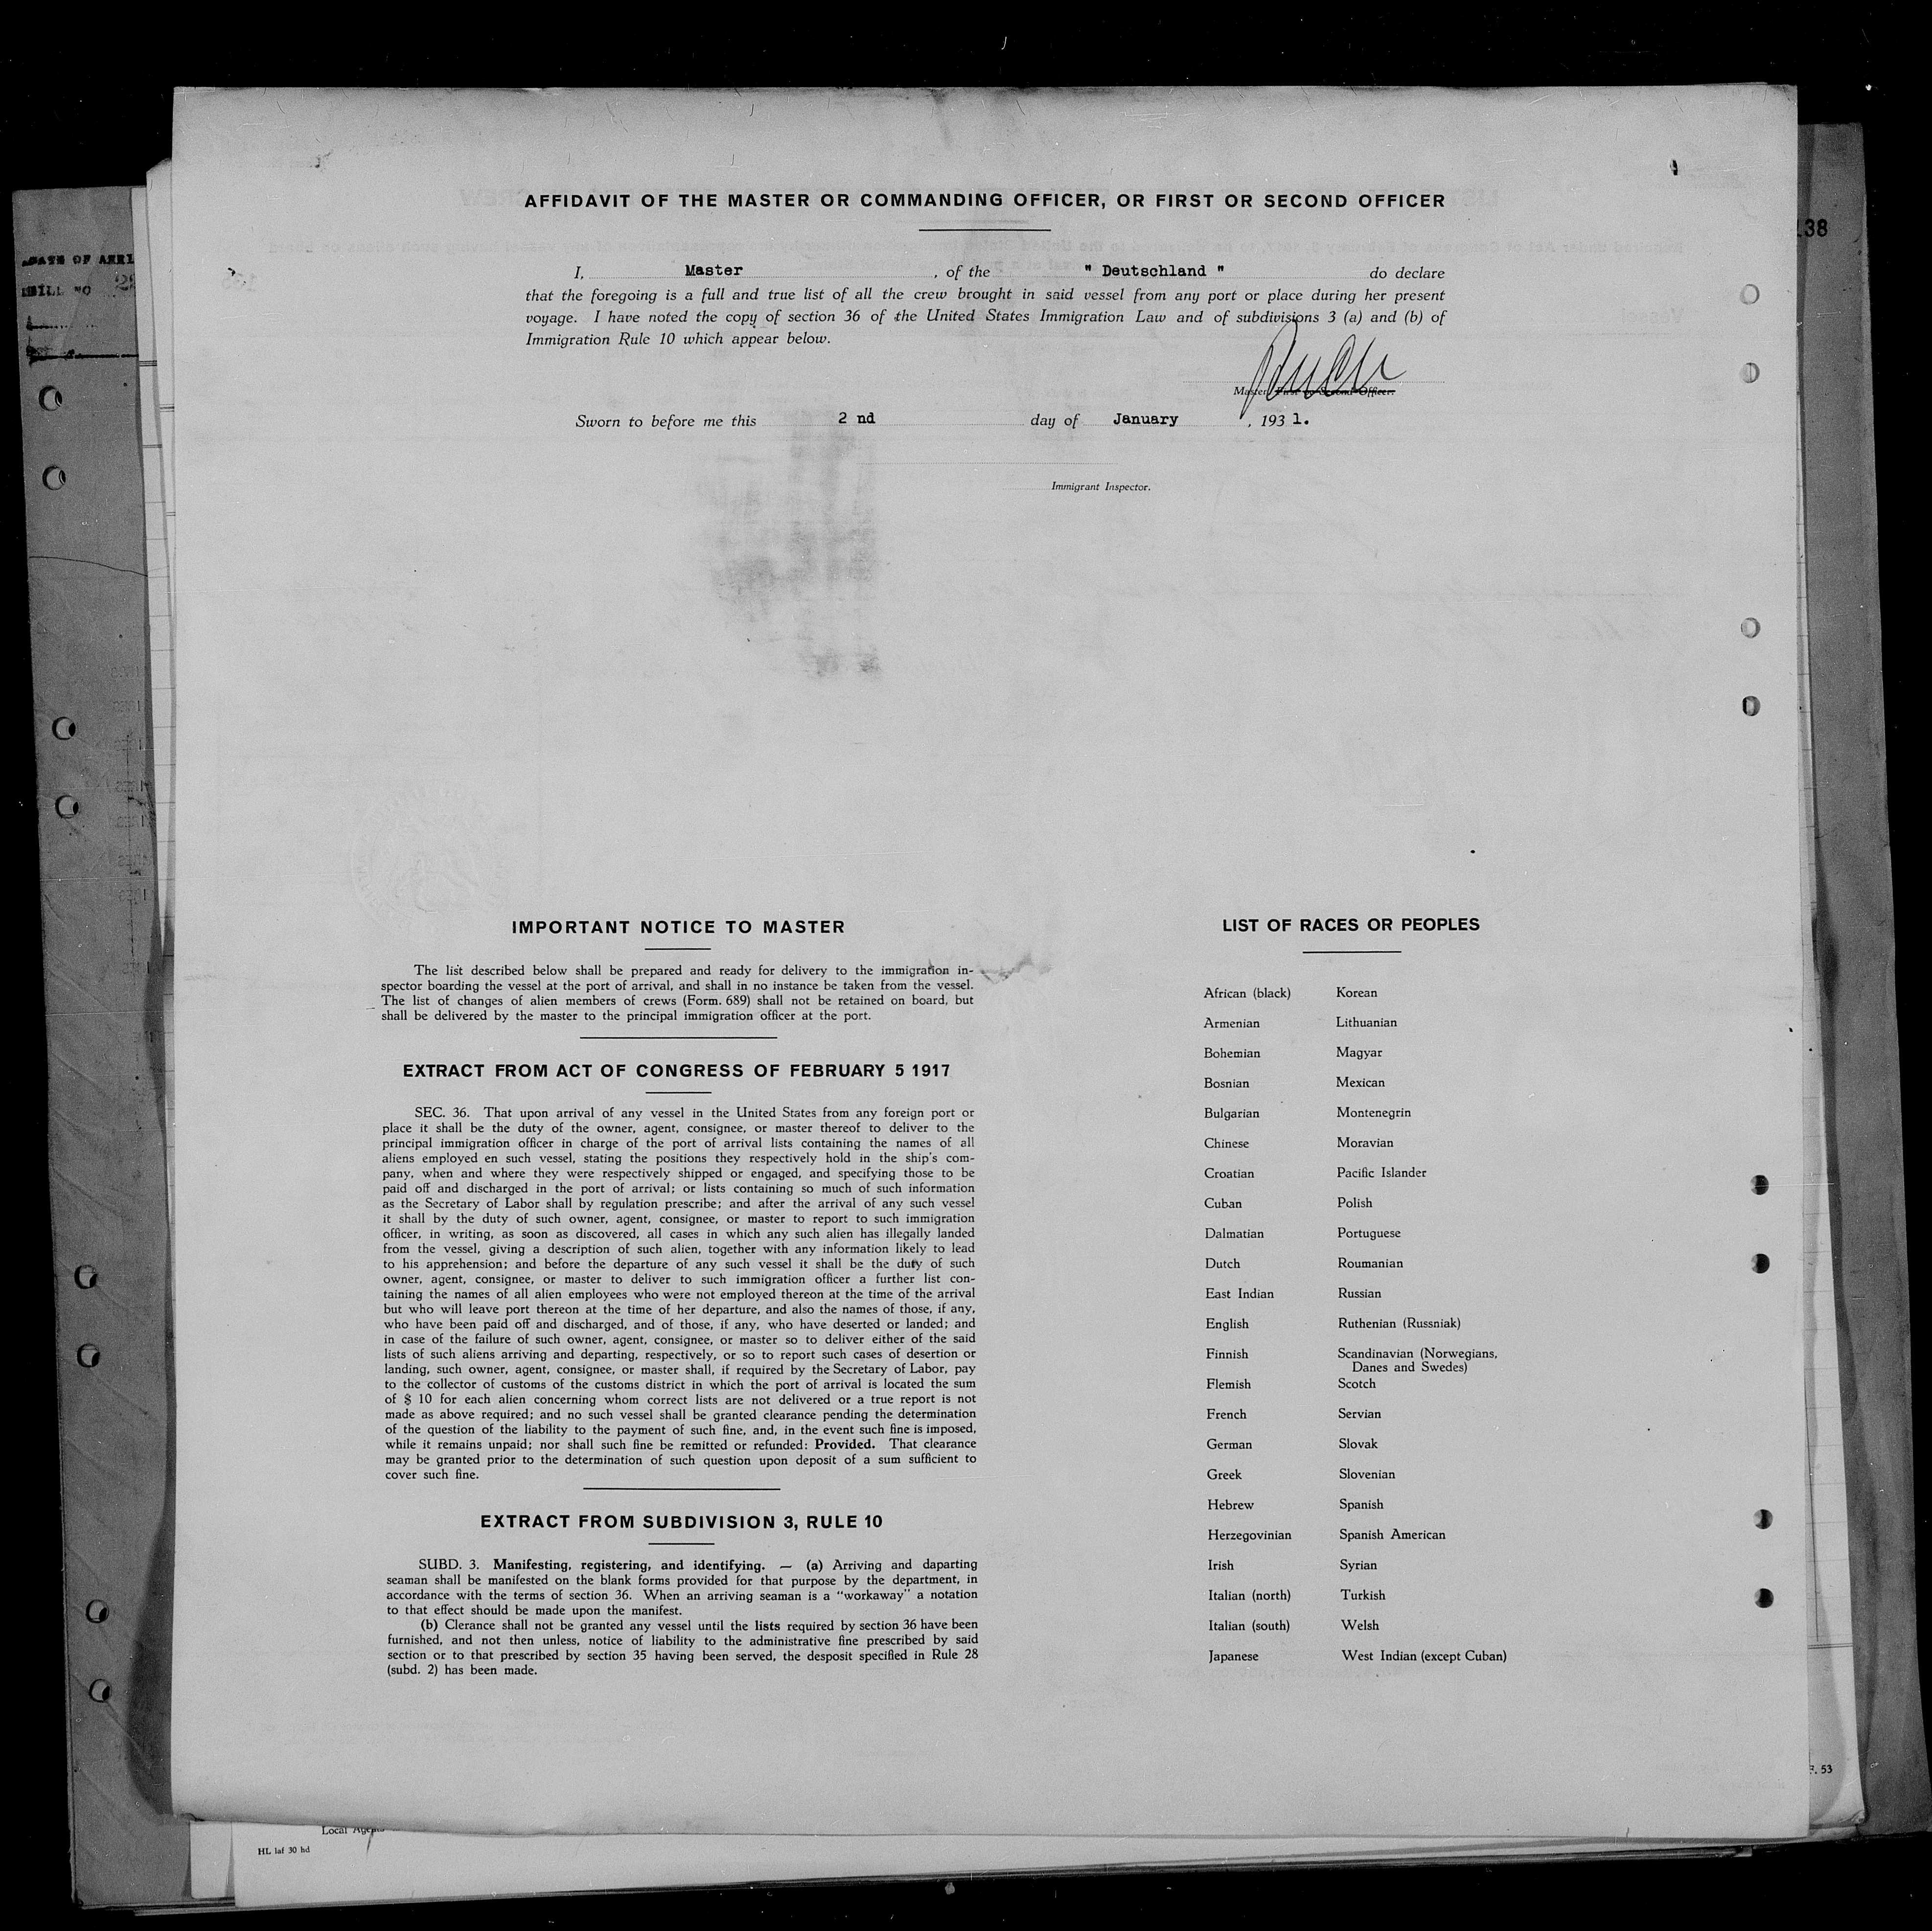 AFFIDAVIT OF THE MASTER OR COMMANDING OFFICER, OR FIRST OR SECOND OFFICER
I, Master , of the " Deutschland " do declare
that the foregoing is a full and true list of all the crew brought in said vessel from any port or place during her present
voyage. I have noted the copy of section 36 of the United States Immigration Law and of subdivisions 3 (a) and (b) of
Immigration Rule 10 which appear below.
Master, First or Second Officer.
Sworn to before me this 2 nd day of January , 193 1.
Immigrant Inspector.
IMPORTANT NOTICE TO MASTER
The list described below shall be prepared and ready for delivery to the immigration in-
spector boarding the vessel at the port of arrival, and shall in no instance be taken from the vessel.
The list of changes of alien members of crews (Form. 689) shall not be retained on board, but
shall be delivered by the master to the principal immigration officer at the port.
EXTRACT FROM ACT OF CONGRESS OF FEBRUARY 5 1917
SEC. 36. That upon arrival of any vessel in the United States from any foreign port or
place it shall be the duty of the owner, agent, consignee, or master thereof to deliver to the
principal immigration officer in charge of the port of arrival lists containing the names of all
aliens employed en such vessel, stating the positions they respectively hold in the ship's com-
pany, when and where they were respectively shipped or engaged, and specifying those to be
paid off and discharged in the port of arrival; or lists containing so much of such information
as the Secretary of Labor shall by regulation prescribe; and after the arrival of any such vessel
it shall by the duty of such owner, agent, consignee, or master to report to such immigration
officer, in writing, as soon as discovered, all cases in which any such alien has illegally landed
from the vessel, giving a description of such alien, together with any information likely to lead
to his apprehension; and before the departure of any such vessel it shall be the duty of such
owner, agent, consignee, or master to deliver to such immigration officer a further list con-
taining the names of all alien employees who were not employed thereon at the time of the arrival
but who will leave port thereon at the time of her departure, and also the names of those, if any,
who have been paid off and discharged, and of those, if any, who have deserted or landed; and
in case of the failure of such owner, agent, consignee, or master so to deliver either of the said
lists of such aliens arriving and departing, respectively, or so to report such cases of desertion or
landing, such owner, agent, consignee, or master shall, if required by the Secretary of Labor, pay
to the collector of customs of the customs district in which the port of arrival is located the sum
of $ 10 for each alien concerning whom correct lists are not delivered or a true report is not
made as above required; and no such vessel shall be granted clearance pending the determination
of the question of the liability to the payment of such fine, and, in the event such fine is imposed,
while it remains unpaid; nor shall such fine be remitted or refunded: Provided. That clearance
may be granted prior to the determination of such question upon deposit of a sum sufficient to
cover such fine.
EXTRACT FROM SUBDIVISION 3, RULE 10
SUBD. 3. Manifesting, registering, and identifying. — (a) Arriving and daparting
seaman shall be manifested on the blank forms provided for that purpose by the department, in
accordance with the terms of section 36. When an arriving seaman is a "workaway" a notation
to that effect should be made upon the manifest.
(b) Clerance shall not be granted any vessel until the lists required by section 36 have been
furnished, and not then unless, notice of liability to the administrative fine prescribed by said
section or to that prescribed by section 35 having been served, the desposit specified in Rule 28
(subd. 2) has been made.
LIST OF RACES OR PEOPLES
African (black) Korean
Armenian Lithuanian
Bohemian Magyar
Bosnian Mexican
Bulgarian Montenegrin
Chinese Moravian
Croatian Pacific Islander
Cuban Polish
Dalmatian Portuguese
Dutch Roumanian
East Indian Russian
English Ruthenian (Russniak)
Finnish Scandinavian (Norwegians,
Danes and Swedes)
Flemish Scotch
French Servian
German Slovak
Greek Slovenian
Hebrew Spanish
Herzegovinian Spanish American
Irish Syrian
Italian (north) Turkish
Italian (south) Welsh
Japanese West Indian (except Cuban)
138
F. 53
Local Agents
HL laf 30 hd